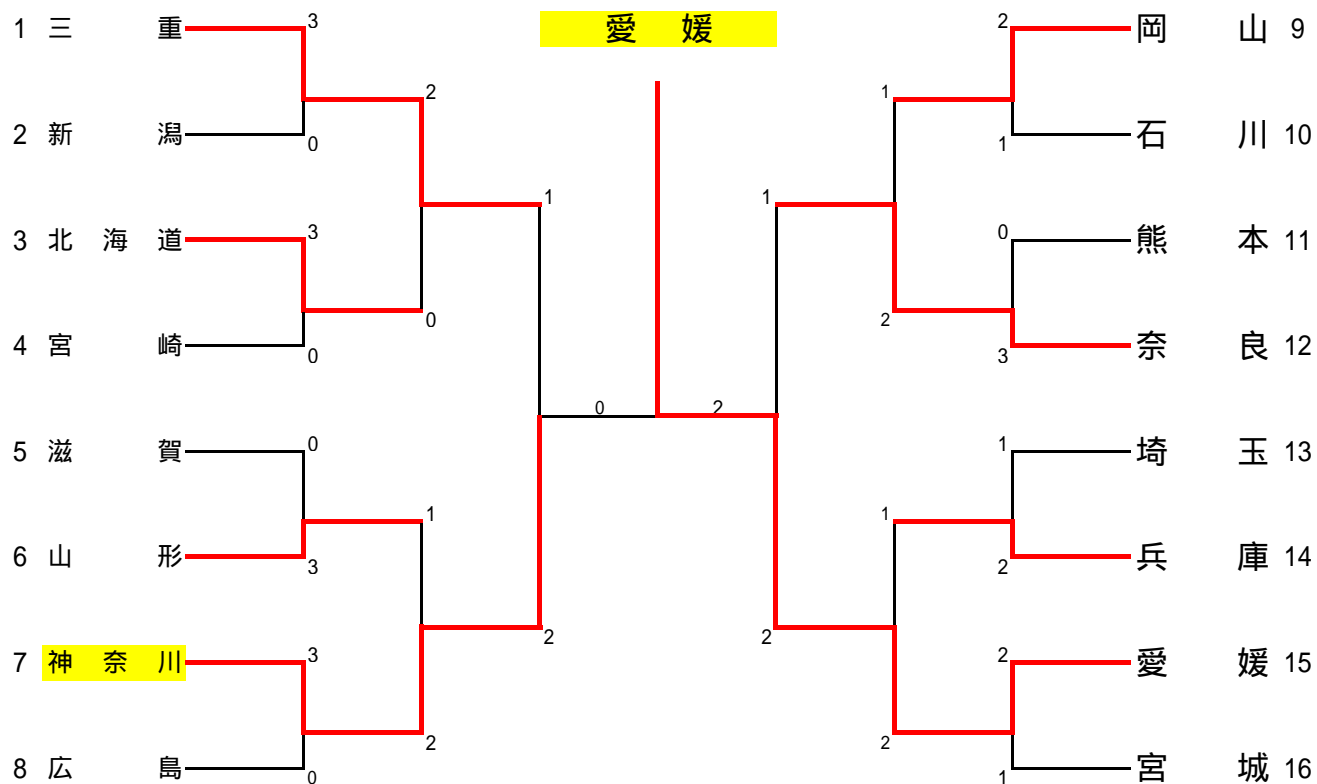 愛 媛
1 三 重 3
2
2 新 潟 0
1
3 北 海 道 3
0
4 宮 崎 0
0
5 滋 賀 0
1
6 山 形 3
2
7 神 奈 川 3
2
8 広 島 0
2 岡 山 9
1
1 石 川 10
1
0 熊 本 11
2
3 奈 良 12
2
1 埼 玉 13
1
2 兵 庫 14
2
2 愛 媛 15
2
1 宮 城 16